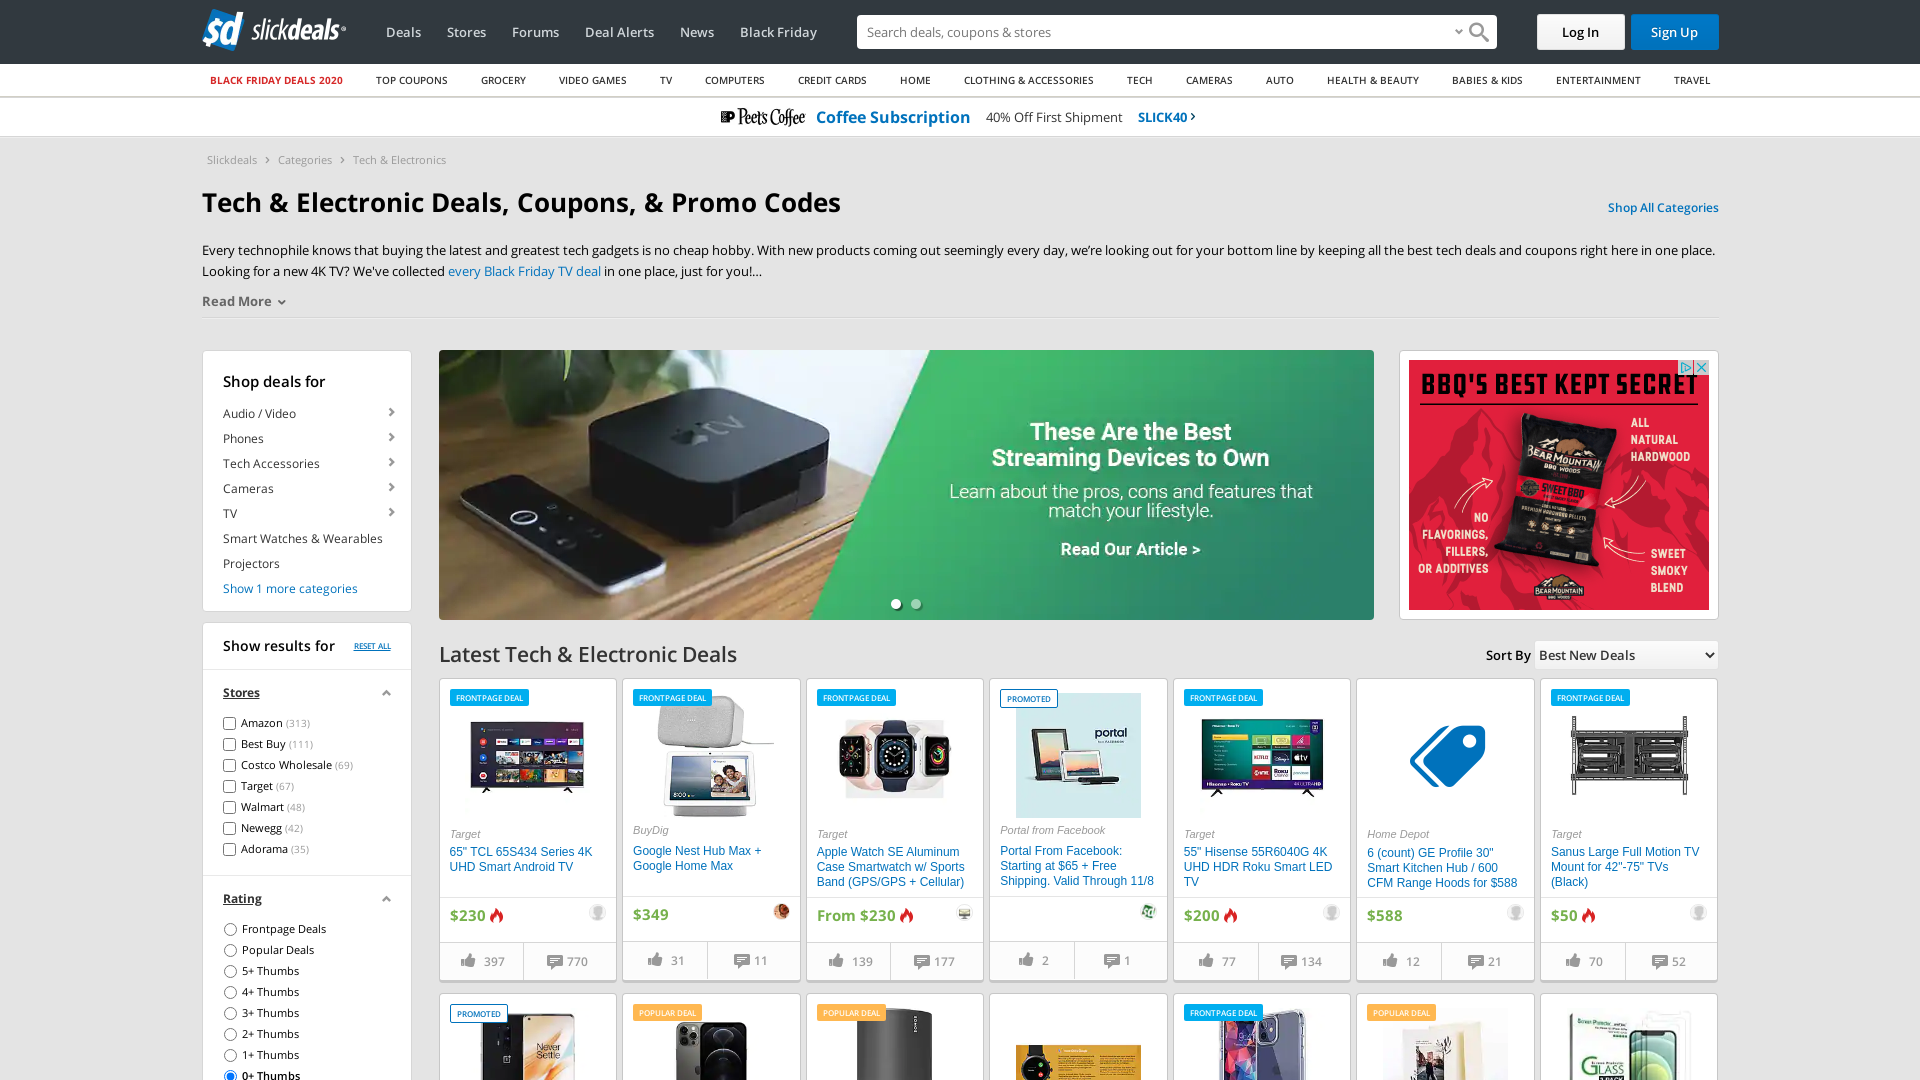 sd slickdeals
Deals
Stores
Forums
Deal Alerts
News
Black Friday
Search deals, coupons & stores
Log In
Sign Up
BLACK FRIDAY DEALS 2020
TOP COUPONS
GROCERY
VIDEO GAMES
TV
COMPUTERS
CREDIT CARDS
HOME
CLOTHING & ACCESSORIES
TECH
CAMERAS
AUTO
HEALTH & BEAUTY
BABIES & KIDS
ENTERTAINMENT
TRAVEL
Peet's Coffee Coffee Subscription 40% Off First Shipment SLICK40 ›
Slickdeals › Categories › Tech & Electronics
Tech & Electronic Deals, Coupons, & Promo Codes
Shop All Categories
Every technophile knows that buying the latest and greatest tech gadgets is no cheap hobby. With new products coming out seemingly every day, we’re looking out for your bottom line by keeping all the best tech deals and coupons right here in one place.
Looking for a new 4K TV? We've collected every Black Friday TV deal in one place, just for you!...
Read More
Shop deals for
Audio / Video
Phones
Tech Accessories
Cameras
TV
Smart Watches & Wearables
Projectors
Show 1 more categories
Show results for
RESET ALL
Stores
Amazon (313)
Best Buy (111)
Costco Wholesale (69)
Target (67)
Walmart (48)
Newegg (42)
Adorama (35)
Rating
Frontpage Deals
Popular Deals
5+ Thumbs
4+ Thumbs
3+ Thumbs
2+ Thumbs
1+ Thumbs
0+ Thumbs
tv
These Are the Best
Streaming Devices to Own
Learn about the pros, cons and features that
match your lifestyle.
Read Our Article >
BBQ'S BEST KEPT SECRET
ALL
NATURAL
HARDWOOD
BEAR MOUNTAIN
BBQ WOODS
SWEET BBQ
NO
FLAVORINGS,
FILLERS,
OR ADDITIVES
SWEET
SMOKY
BLEND
BEAR MOUNTAIN
Latest Tech & Electronic Deals
Sort By
Best New Deals
FRONTPAGE DEAL
Target
65" TCL 65S434 Series 4K
UHD Smart Android TV
$230
397
770
FRONTPAGE DEAL
8:00
BuyDig
Google Nest Hub Max +
Google Home Max
$349
31
11
FRONTPAGE DEAL
Target
Apple Watch SE Aluminum
Case Smartwatch w/ Sports
Band (GPS/GPS + Cellular)
From $230
139
177
PROMOTED
portal
Portal from Facebook
Portal From Facebook:
Starting at $65 + Free
Shipping. Valid Through 11/8
sd
2
1
FRONTPAGE DEAL
Target
55" Hisense 55R6040G 4K
UHD HDR Roku Smart LED
TV
$200
77
134
Home Depot
6 (count) GE Profile 30"
Smart Kitchen Hub / 600
CFM Range Hoods for $588
$588
12
21
FRONTPAGE DEAL
Target
Sanus Large Full Motion TV
Mount for 42"-75" TVs
(Black)
$50
70
52
PROMOTED
Never
Settle
POPULAR DEAL
POPULAR DEAL
SONOS
FRONTPAGE DEAL
POPULAR DEAL
GLASS